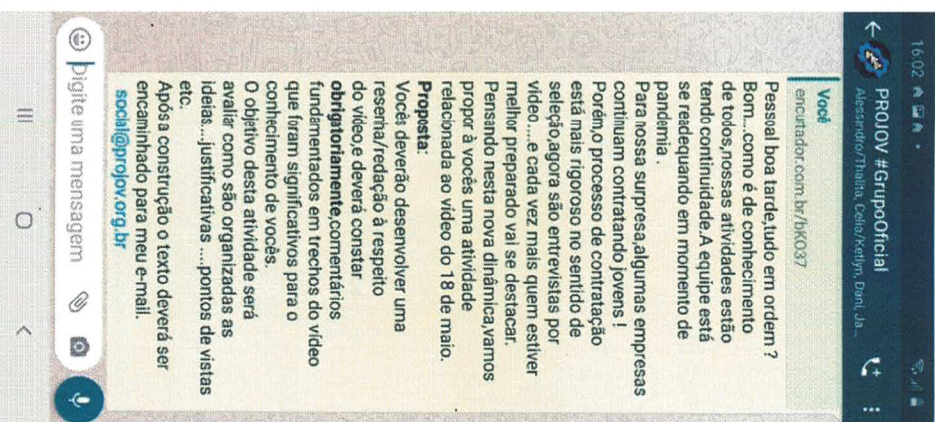 16:02
PROJOV #GrupoOficial
Alessandro/Thalita, Celia/Ketlyn, Dani, Ja...
Você
encurtador.com.br/bKO37
Pessoal boa tarde,tudo em ordem ?
Bom...como é de conhecimento
de tolos,nossas atividades estão
tendo continuidade.A equipe está
se readequando em momento de
pandemia .
Para nossa surpresa,algumas empresas
continuam contratando jovens !
Porém,o processo de contratação
está mais rigoroso no sentido de
seleção,agora são entrevistas por
vídeo ....e cada vez mais quem estiver
melhor preparado vai se destacar.
Pensando nesta nova dinâmica,vamos
propor à vocês uma atividade
relacionada ao vídeo do 18 de maio.
Proposta:
Vocês deverão desenvolver uma
resenha/redação à respeito
do vídeo,e deverá constar
obrigatoriamente,comentários
fundamentados em trechos do vídeo
que foram significativos para o
conhecimento de vocês.
O objetivo desta atividade será
avaliar como são organizadas as
ideias ...justificativas ....pontos de vistas
etc.
Após a construção o texto deverá ser
encaminhado para meu e-mail.
social@projov.org.br
Digite uma mensagem